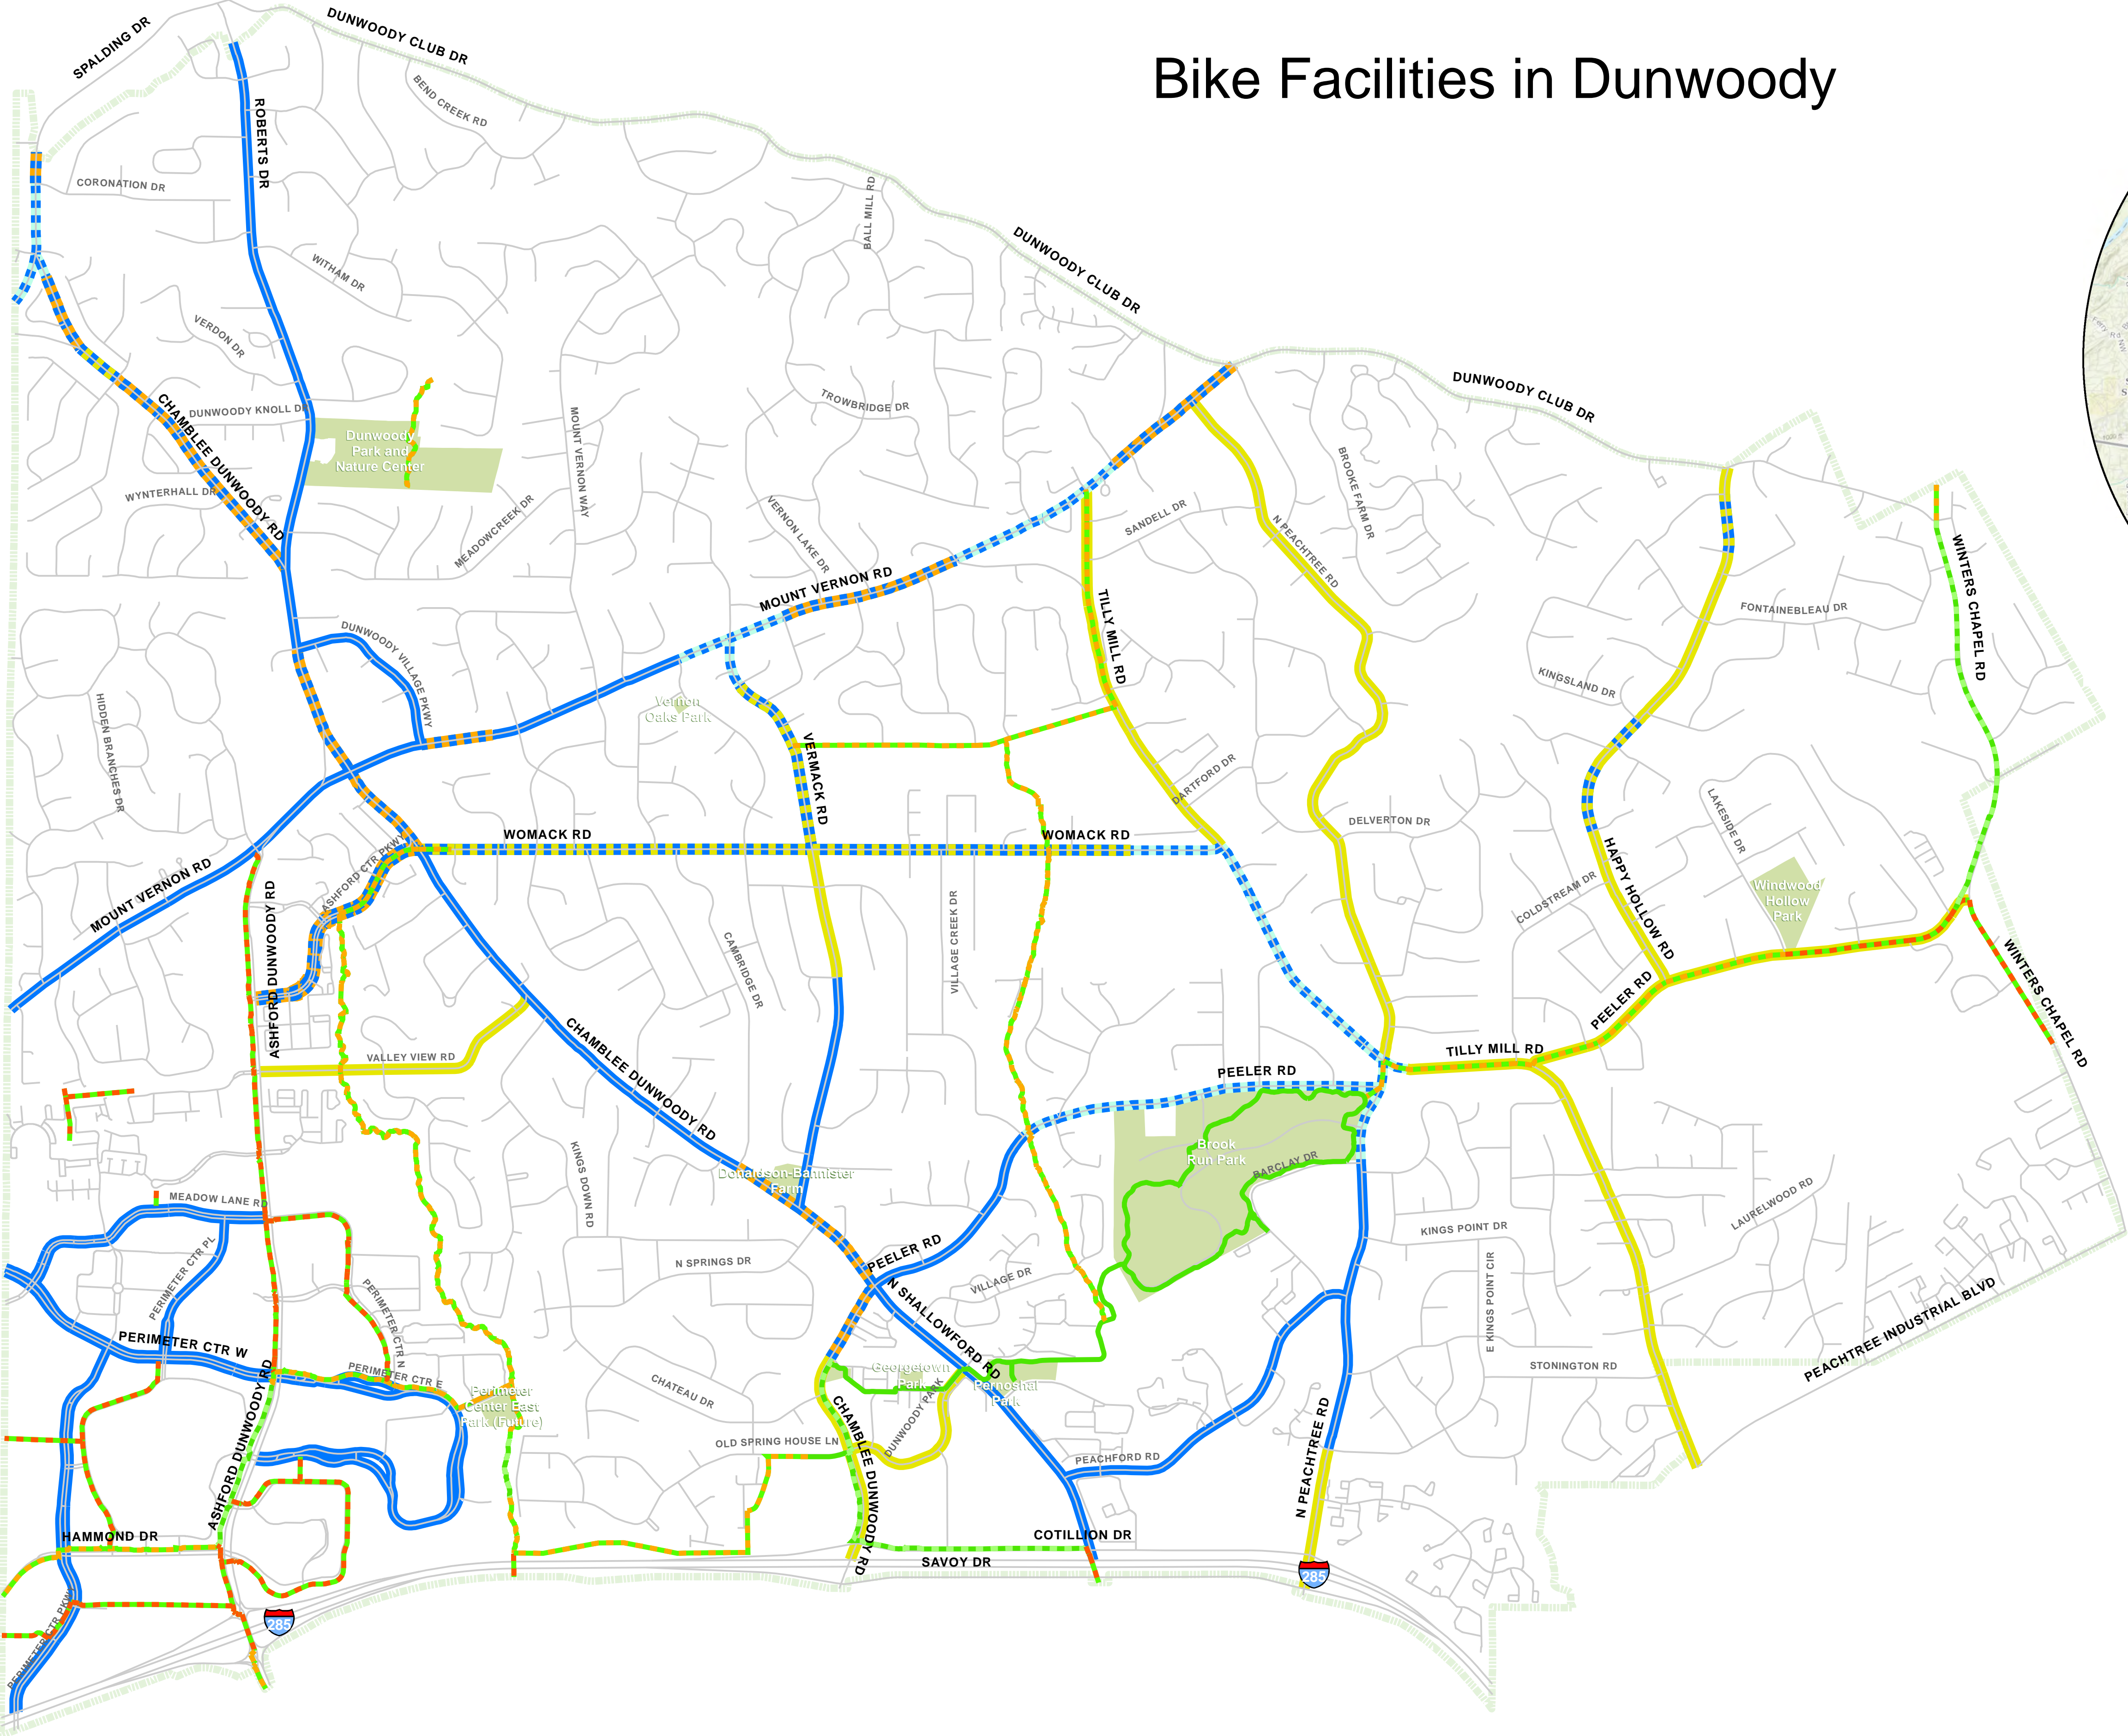 Bike Facilities in Dunwoody
SPALDING DR
DUNWOODY CLUB DR
BEND CREEK RD
ROBERTS DR
CORONATION DR
BALL MILL RD
DUNWOODY CLUB DR
WITHAM DR
VERDON DR
DUNWOODY CLUB DR
CHAMBLEE DUNWOODY RD
DUNWOODY KNOLL DR
Dunwoody
Park and
Nature Center
MOUNT VERNON WAY
TROWBRIDGE DR
BROOKE FARM DR
WYNTERHALL DR
MEADOWCREEK DR
VERNON LAKE DR
SANDELL DR
N PEACHTREE RD
WINTERS CHAPEL RD
MOUNT VERNON RD
TILLY MILL RD
FONTAINEBLEAU DR
DUNWOODY VILLAGE PKWY
KINGSLAND DR
HIDDEN BRANCHES DR
Vernon
Oaks Park
VERMACK RD
DARTFORD DR
LAKESIDE DR
DELVERTON DR
WOMACK RD
WOMACK RD
ASHFORD CTR PKWY
HAPPY HOLLOW RD
MOUNT VERNON RD
ASHFORD DUNWOODY RD
COLDSTREAM DR
Windwood
Hollow
Park
CAMBRIDGE DR
VILLAGE CREEK DR
WINTERS CHAPEL RD
PEELER RD
CHAMBLEE DUNWOODY RD
VALLEY VIEW RD
TILLY MILL RD
PEELER RD
Brook
Run Park
BARCLAY DR
Donaldson-Bannister
Farm
KINGS DOWN RD
MEADOW LANE RD
LAURELWOOD RD
KINGS POINT DR
PERIMETER CTR PL
N SPRINGS DR
PEELER RD
VILLAGE DR
E KINGS POINT CIR
PERIMETER CTR N
N SHALLOWFORD RD
PEACHTREE INDUSTRIAL BLVD
PERIMETER CTR W
PERIMETER CTR E
Georgetown
Park
Pernoshal
Park
STONINGTON RD
Perimeter
Center East
Park (Future)
CHATEAU DR
DUNWOODY PARK
ASHFORD DUNWOODY RD
CHAMBLEE DUNWOODY RD
OLD SPRING HOUSE LN
PEACHFORD RD
N PEACHTREE RD
HAMMOND DR
COTILLION DR
SAVOY DR
285
285
PERIMETER CTR PKWY